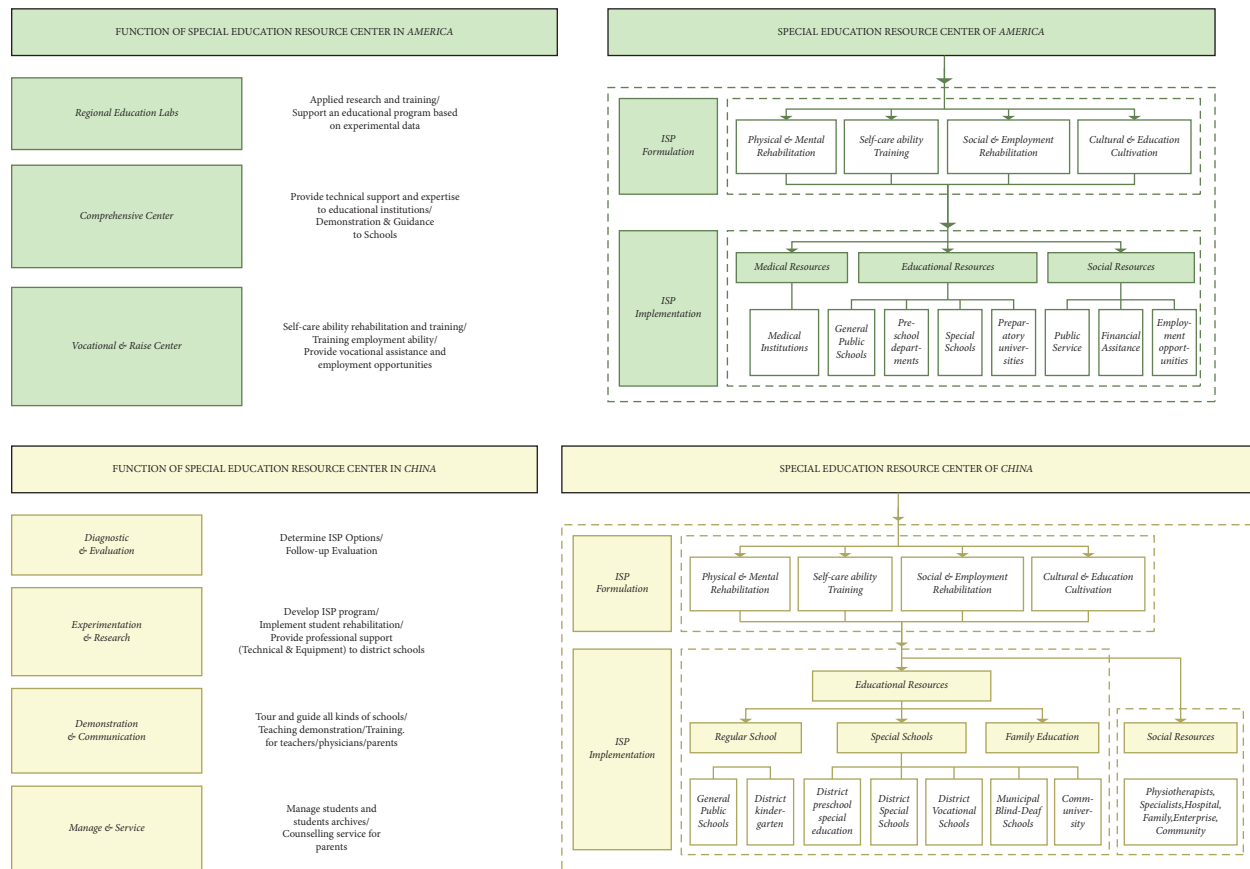 FUNCTION OF SPECIAL EDUCATION RESOURCE CENTER IN AMERICA
Regional Education Labs
Applied research and training/
Support an educational program based
on experimental data
Comprehensive Center
Provide technical support and expertise
to educational institutions/
Demonstration & Guidance
to Schools
Vocational & Raise Center
Self-care ability rehabilitation and training/
Training employment ability/
Provide vocational assistance and
employment opportunities
SPECIAL EDUCATION RESOURCE CENTER OF AMERICA
ISP
Formulation
Physical & Mental
Rehabilitation
Self-care ability
Training
Social & Employment
Rehabilitation
Cultural & Education
Cultivation
ISP
Implementation
Medical Resources
Educational Resources
Social Resources
Medical
Institutions
General
Public
Schools
Pre-
school
depart-
ments
Special
Schools
Prepar-
atory
univer-
sities
Public
Service
Financial
Assitance
Employ-
ment
opport-
unities
FUNCTION OF SPECIAL EDUCATION RESOURCE CENTER IN CHINA
Diagnostic
& Evaluation
Determine ISP Options/
Follow-up Evaluation
Experimentation
& Research
Develop ISP program/
Implement student rehabilitation/
Provide professional support
(Technical & Equipment) to district schools
Demonstration
& Communication
Tour and guide all kinds of schools/
Teaching demonstration/Training.
for teachers/physicians/parents
Manage & Service
Manage students and
students archives/
Counselling service for
parents
SPECIAL EDUCATION RESOURCE CENTER OF CHINA
ISP
Formulation
Physical & Mental
Rehabilitation
Self-care ability
Training
Social & Employment
Rehabilitation
Cultural & Education
Cultivation
ISP
Implementation
Educational Resources
Regular School
Special Schools
Family Education
Social Resources
General
Public
Schools
District
kinder-
garten
District
preschool
special
education
District
Special
Schools
District
Vocational
Schools
Municipal
Blind-Deaf
Schools
Comm-
univer-
sity
Physiotherapists,
Specialists,Hospital,
Family,Enterprise,
Community